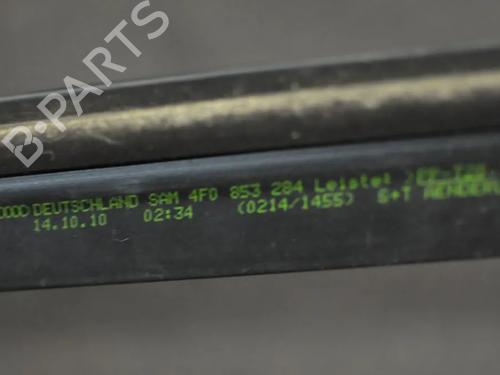 B-PARTS
DEUTSCHLAND SAM 4F0 853 284 Leiste!
14.10.10 02:34 (0214/1455) G+T